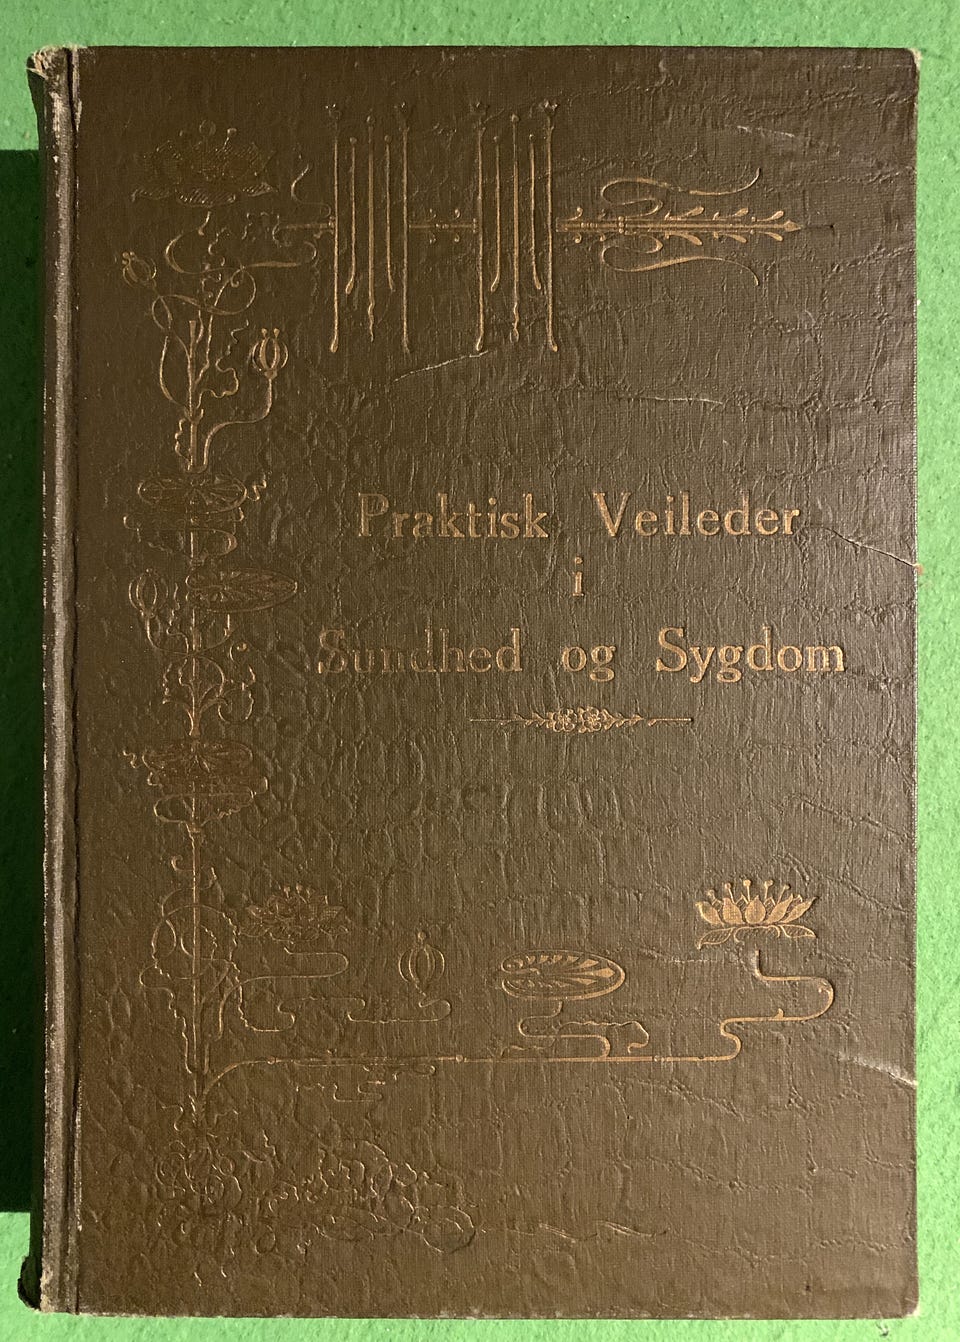 Praktisk Veileder
i
Sundhed og Sygdom